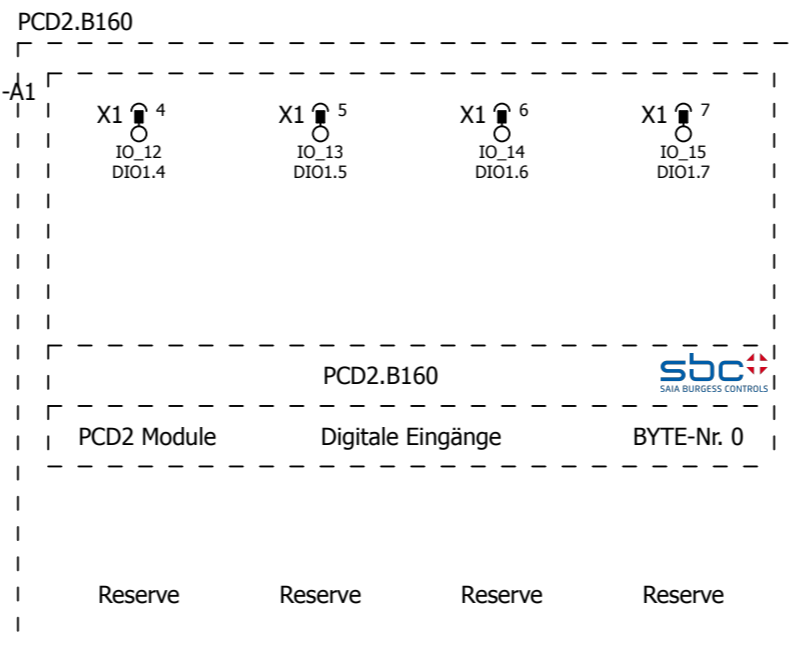 PCD2.B160
-A1
X1 4 X1 5 X1 6 X1 7
IO_12 IO_13 IO_14 IO_15
DIO1.4 DIO1.5 DIO1.6 DIO1.7
PCD2.B160 sbc
SAIA BURGESS CONTROLS
PCD2 Module Digitale Eingänge BYTE-Nr. 0
Reserve Reserve Reserve Reserve